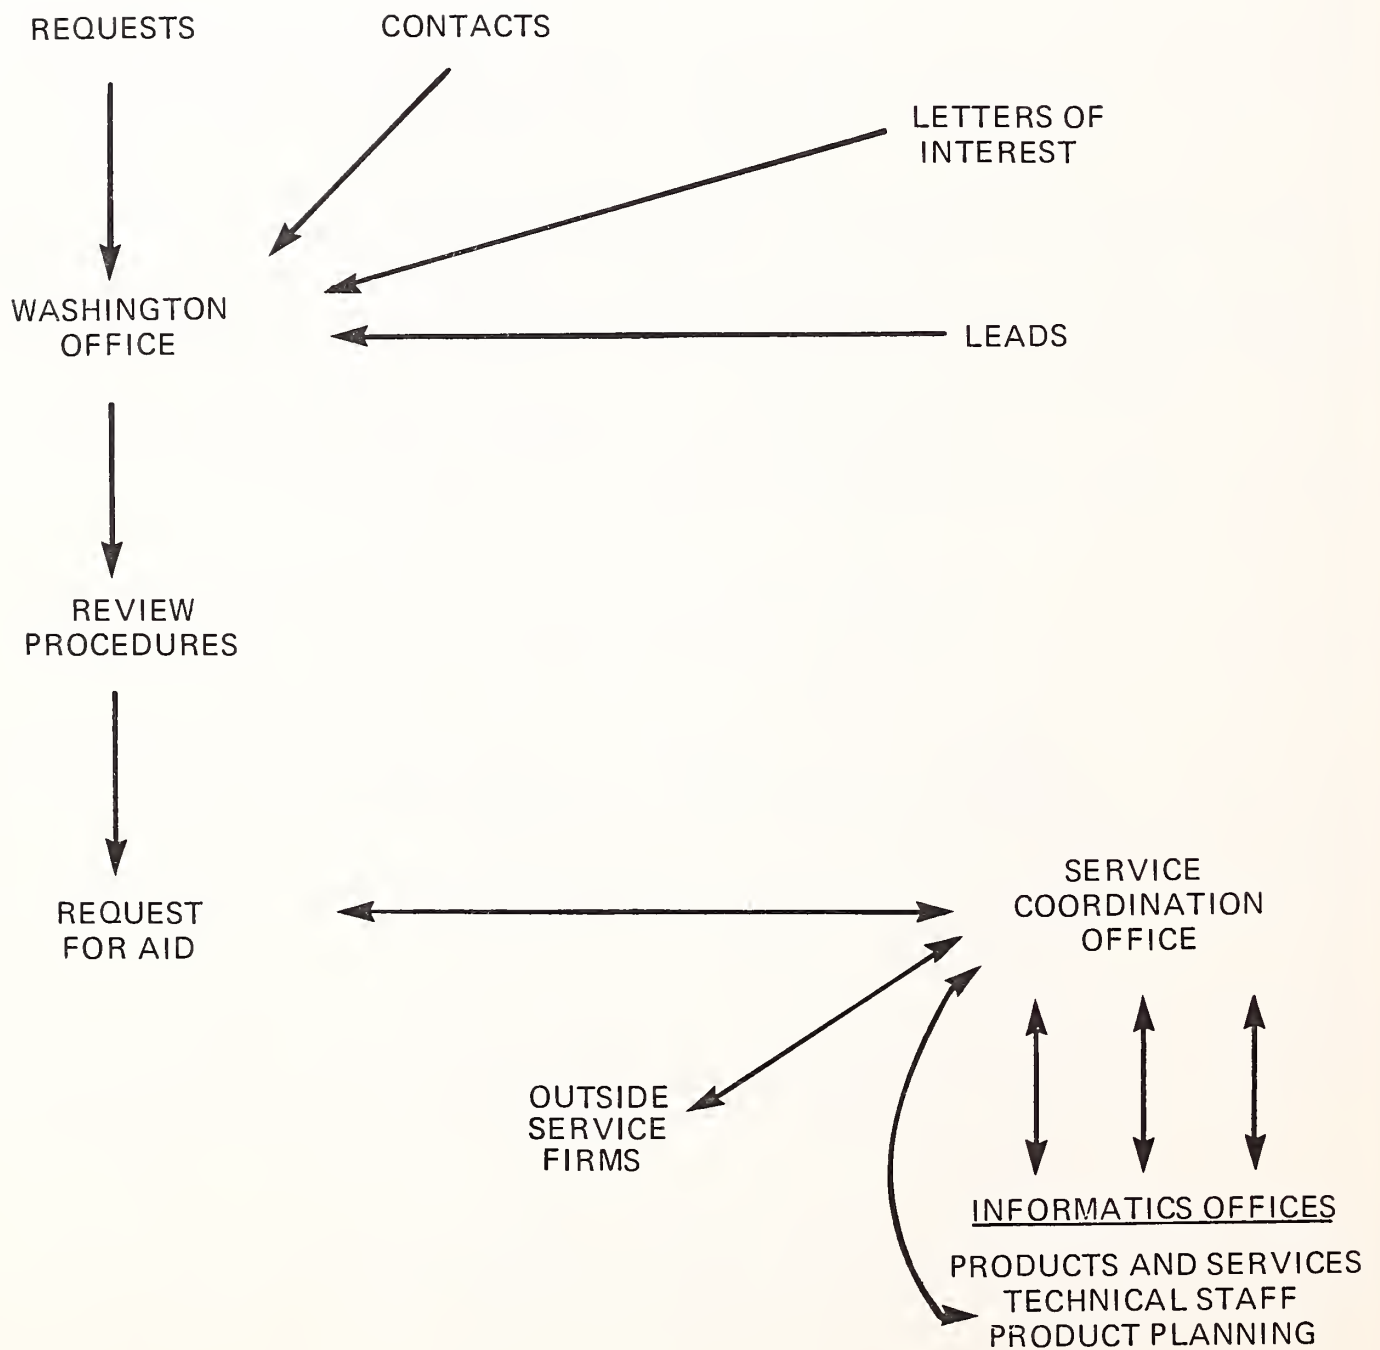 REQUESTS
CONTACTS
LETTERS OF
INTEREST
WASHINGTON
OFFICE
LEADS
REVIEW
PROCEDURES
REQUEST
FOR AID
SERVICE
COORDINATION
OFFICE
OUTSIDE
SERVICE
FIRMS
INFORMATICS OFFICES
PRODUCTS AND SERVICES
TECHNICAL STAFF
PRODUCT PLANNING